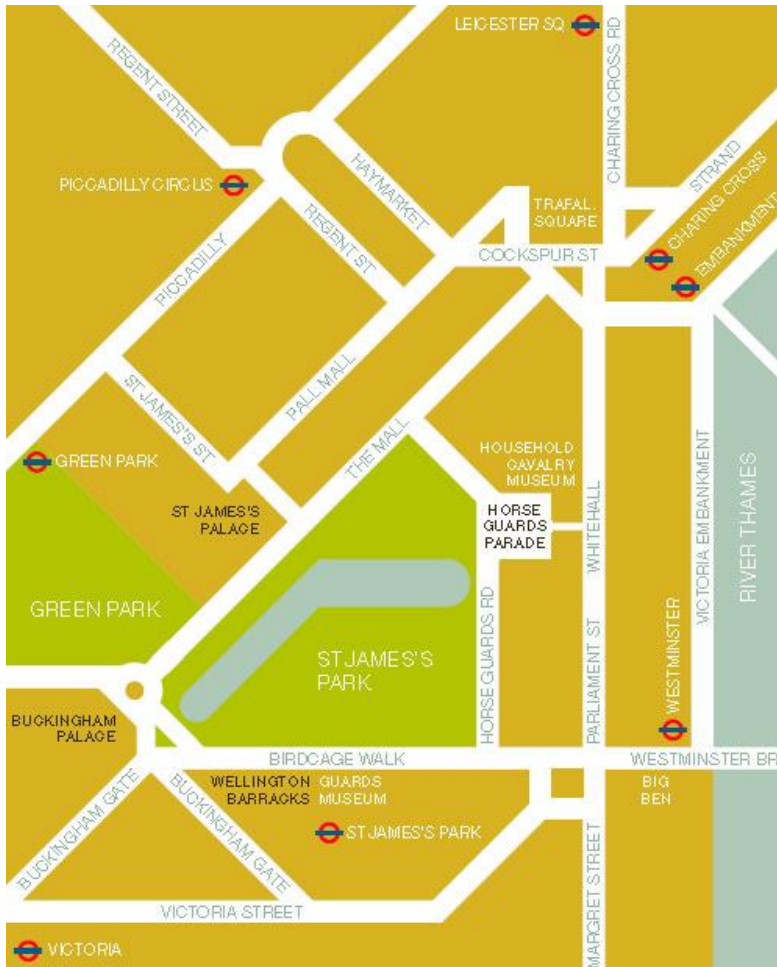 LEICESTER SQ
CHARING CROSS RD
REGENT STREET
HAYMARKET
STRAND
PICCADILLY CIRCUS
TRAFAL.
SQUARE
CHARING CROSS
REGENT ST
COCKSPUR ST
EMBANKMENT
PICCADILLY
PALL MALL
ST JAMES'S ST
THE MALL
GREEN PARK
HOUSEHOLD
CAVALRY
MUSEUM
ST JAMES'S
PALACE
HORSE
GUARDS
PARADE
WHITEHALL
VICTORIA EMBANKMENT
RIVER THAMES
GREEN PARK
ST JAMES'S
PARK
HORSE GUARDS RD
PARLIAMENT ST
WESTMINSTER
BUCKINGHAM
PALACE
BIRDCAGE WALK
WESTMINSTER BR
BUCKINGHAM GATE
BUCKINGHAM GATE
WELLINGTON
BARRACKS
GUARDS
MUSEUM
BIG
BEN
ST JAMES'S PARK
MARGRET STREET
VICTORIA STREET
VICTORIA